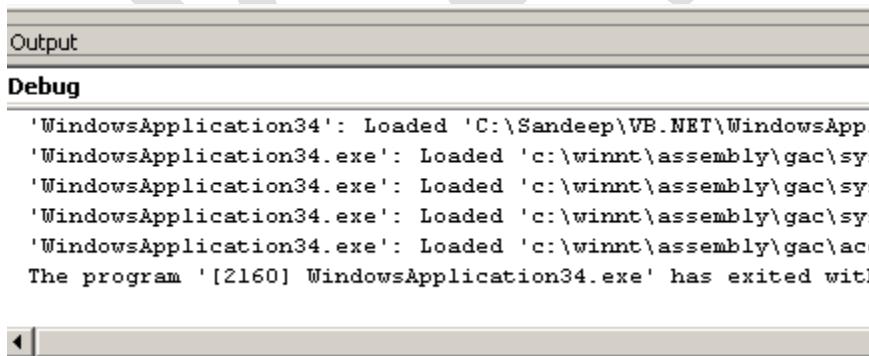 Output
Debug
'WindowsApplication34': Loaded 'C:\Sandeep\VB.NET\WindowsApp
'WindowsApplication34.exe': Loaded 'c:\winnt\assembly\gac\sy
'WindowsApplication34.exe': Loaded 'c:\winnt\assembly\gac\sy
'WindowsApplication34.exe': Loaded 'c:\winnt\assembly\gac\sy
'WindowsApplication34.exe': Loaded 'c:\winnt\assembly\gac\ac
The program '[2160] WindowsApplication34.exe' has exited